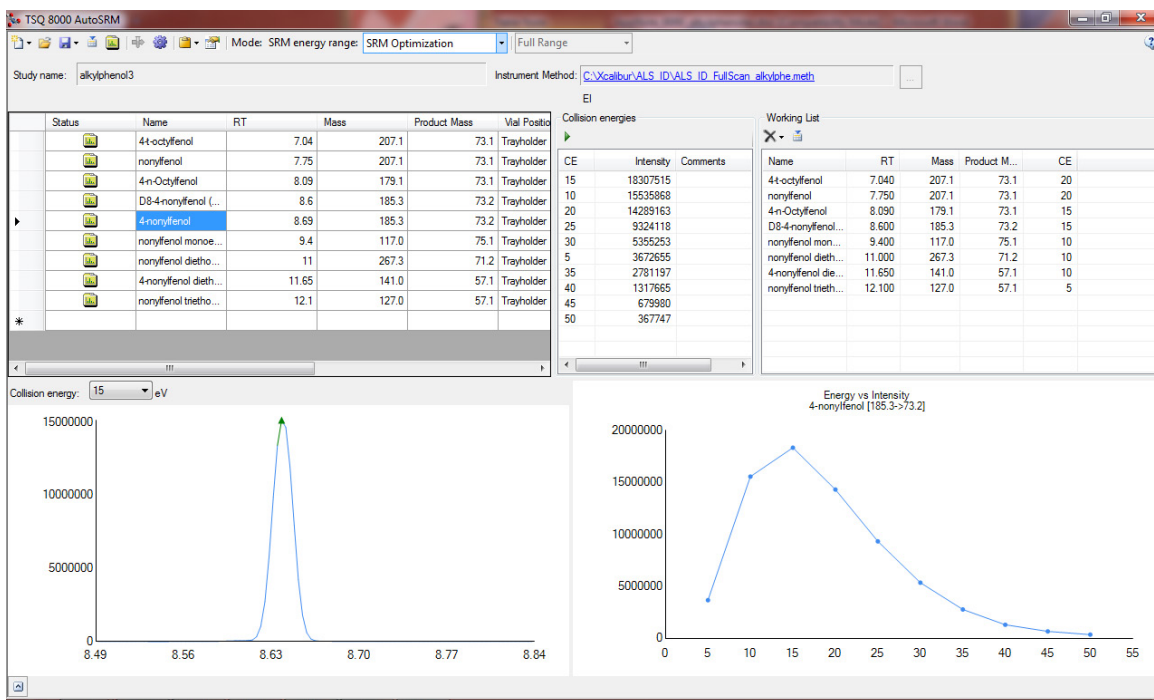 TSQ 8000 AutoSRM
Mode: SRM energy range: SRM Optimization Full Range
Study name: alkylphenol3 Instrument Method: C:\Xcalibur\ALS_ID\ALS_ID_FullScan_alkylphe.meth ...
EI
Status Name RT Mass Product Mass Vial Positio
4-t-octylfenol 7.04 207.1 73.1 Trayholder
nonylfenol 7.75 207.1 73.1 Trayholder
4-n-Octylfenol 8.09 179.1 73.1 Trayholder
D8-4-nonylfenol (... 8.6 185.3 73.2 Trayholder
4-nonylfenol 8.69 185.3 73.2 Trayholder
nonylfenol monoe... 9.4 117.0 75.1 Trayholder
nonylfenol dietho... 11 267.3 71.2 Trayholder
4-nonylfenol dieth... 11.65 141.0 57.1 Trayholder
nonylfenol trietho... 12.1 127.0 57.1 Trayholder
Collision energies
CE Intensity Comments
15 18307515
10 15535868
20 14289163
25 9324118
30 5355253
5 3672655
35 2781197
40 1317665
45 679980
50 367747
Working List
Name RT Mass Product M... CE
4-t-octylfenol 7.040 207.1 73.1 20
nonylfenol 7.750 207.1 73.1 20
4-n-Octylfenol 8.090 179.1 73.1 15
D8-4-nonylfenol... 8.600 185.3 73.2 15
nonylfenol mon... 9.400 117.0 75.1 10
nonylfenol dieth... 11.000 267.3 71.2 10
4-nonylfenol die... 11.650 141.0 57.1 10
nonylfenol trieth... 12.100 127.0 57.1 5
Collision energy: 15 eV
15000000
10000000
5000000
0
8.49 8.56 8.63 8.70 8.77 8.84
Energy vs Intensity
4-nonylfenol [185.3->73.2]
20000000
15000000
10000000
5000000
0
0 5 10 15 20 25 30 35 40 45 50 55